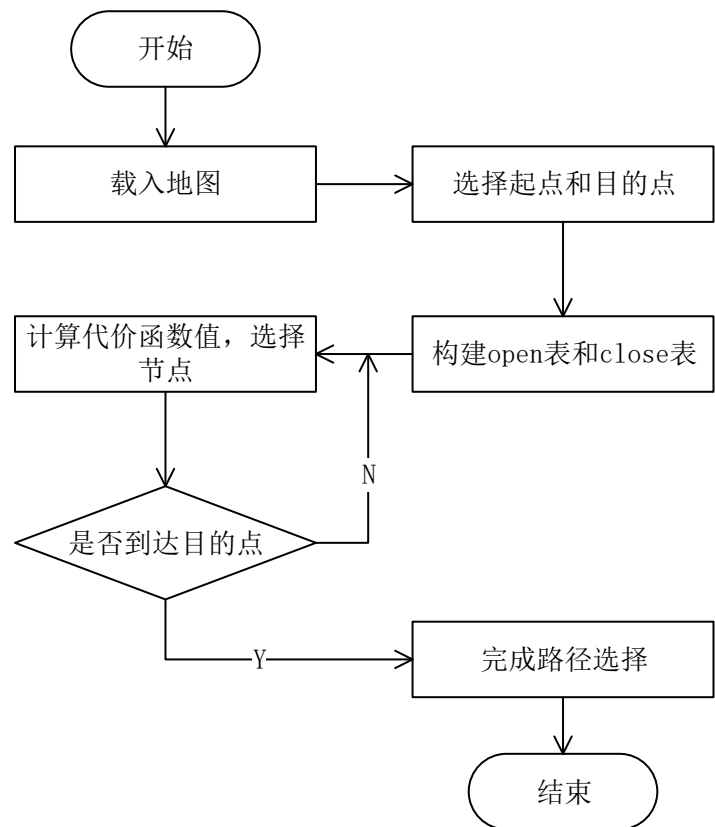 开始
载入地图
选择起点和目的点
构建open表和close表
计算代价函数值，选择
节点
N
是否到达目的点
Y
完成路径选择
结束